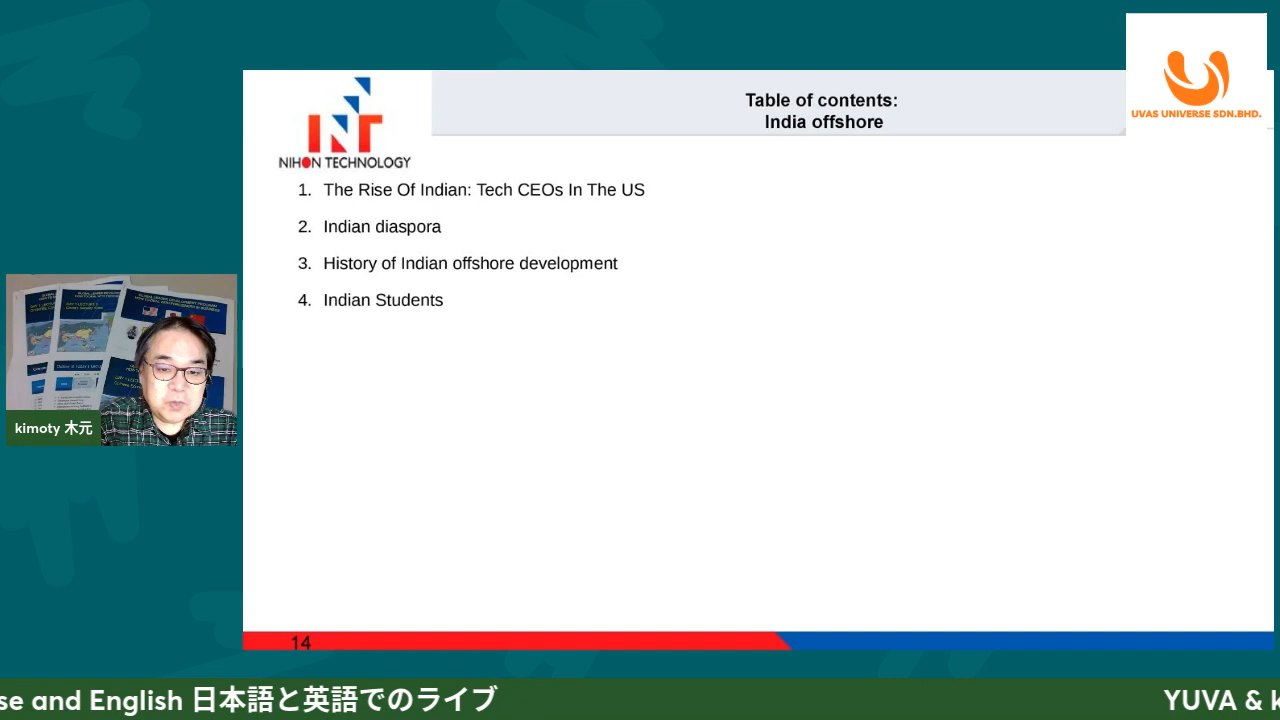 UVAS UNIVERSE SDN.BHD.
NIHON TECHNOLOGY
Table of contents:
India offshore
1. The Rise Of Indian: Tech CEOs In The US
2. Indian diaspora
3. History of Indian offshore development
4. Indian Students
kimoty 木元
14
se and English 日本語と英語でのライブ
YUVA & k